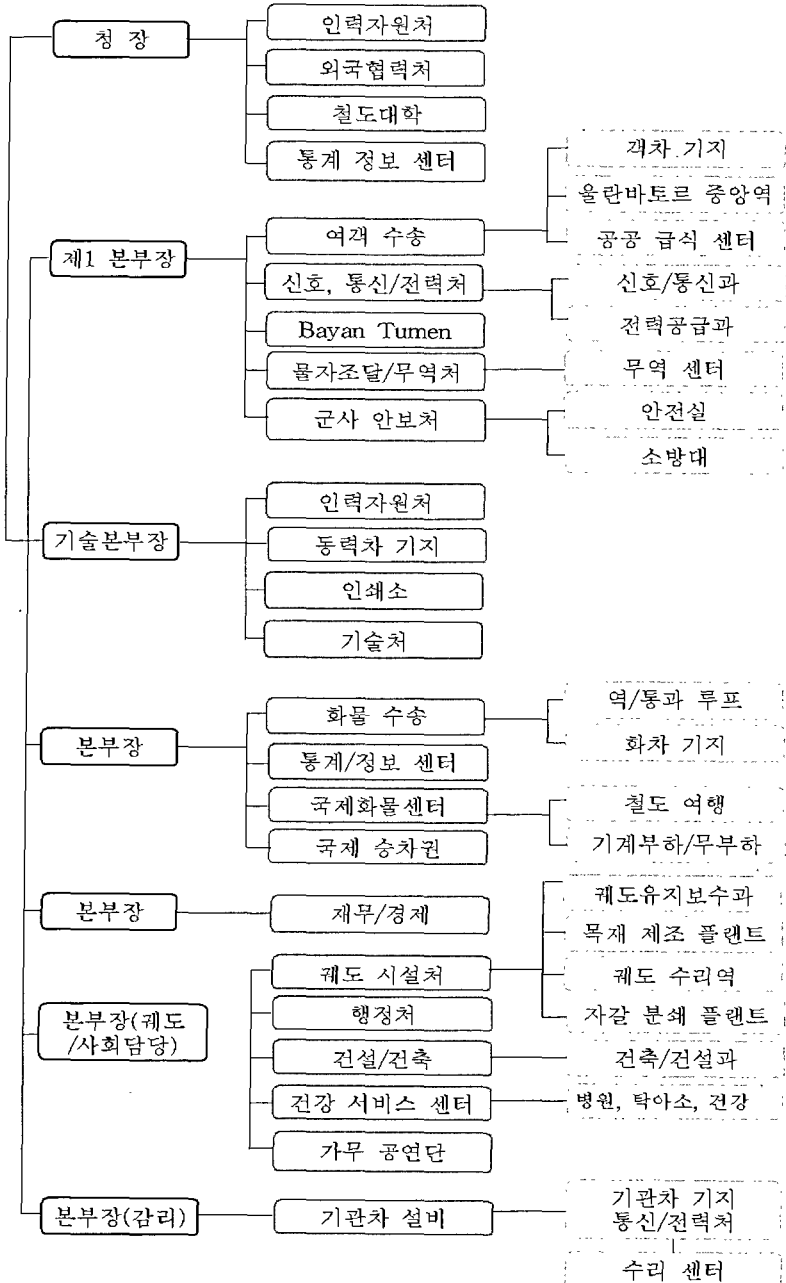 청 장
인력자원처
외국협력처
철도대학
통계 정보 센터
제1 본부장
여객 수송
객차 기지
울란바토르 중앙역
공공 급식 센터
신호, 통신/전력처
신호/통신과
전력공급과
Bayan Tumen
물자조달/무역처
무역 센터
군사 안보처
안전실
소방대
기술본부장
인력자원처
동력차 기지
인쇄소
기술처
본부장
화물 수송
역/통과 루프
화차 기지
통계/정보 센터
국제화물센터
철도 여행
기계부하/무부하
국제 승차권
본부장
재무/경제
본부장(궤도
/사회담당)
궤도 시설처
궤도유지보수과
목재 제조 플랜트
궤도 수리역
자갈 분쇄 플랜트
행정처
건설/건축
건축/건설과
건강 서비스 센터
병원, 탁아소, 건강
가무 공연단
본부장(감리)
기관차 설비
기관차 기지
통신/전력처
수리 센터